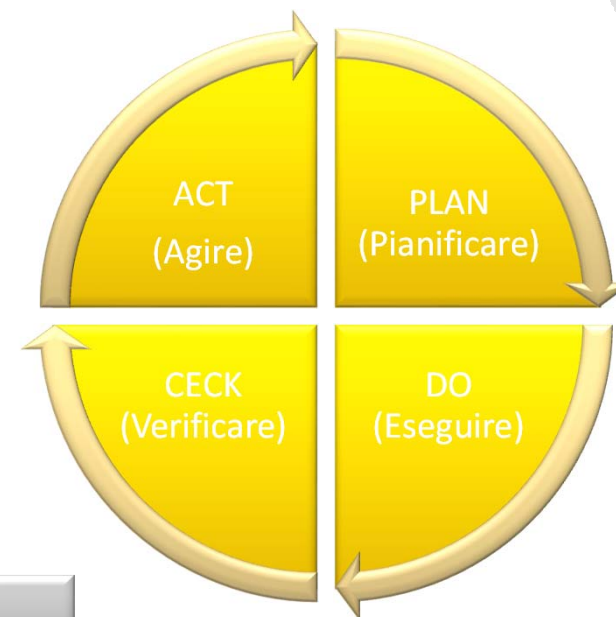 ACT
(Agire)
PLAN
(Pianificare)
CECK
(Verificare)
DO
(Eseguire)